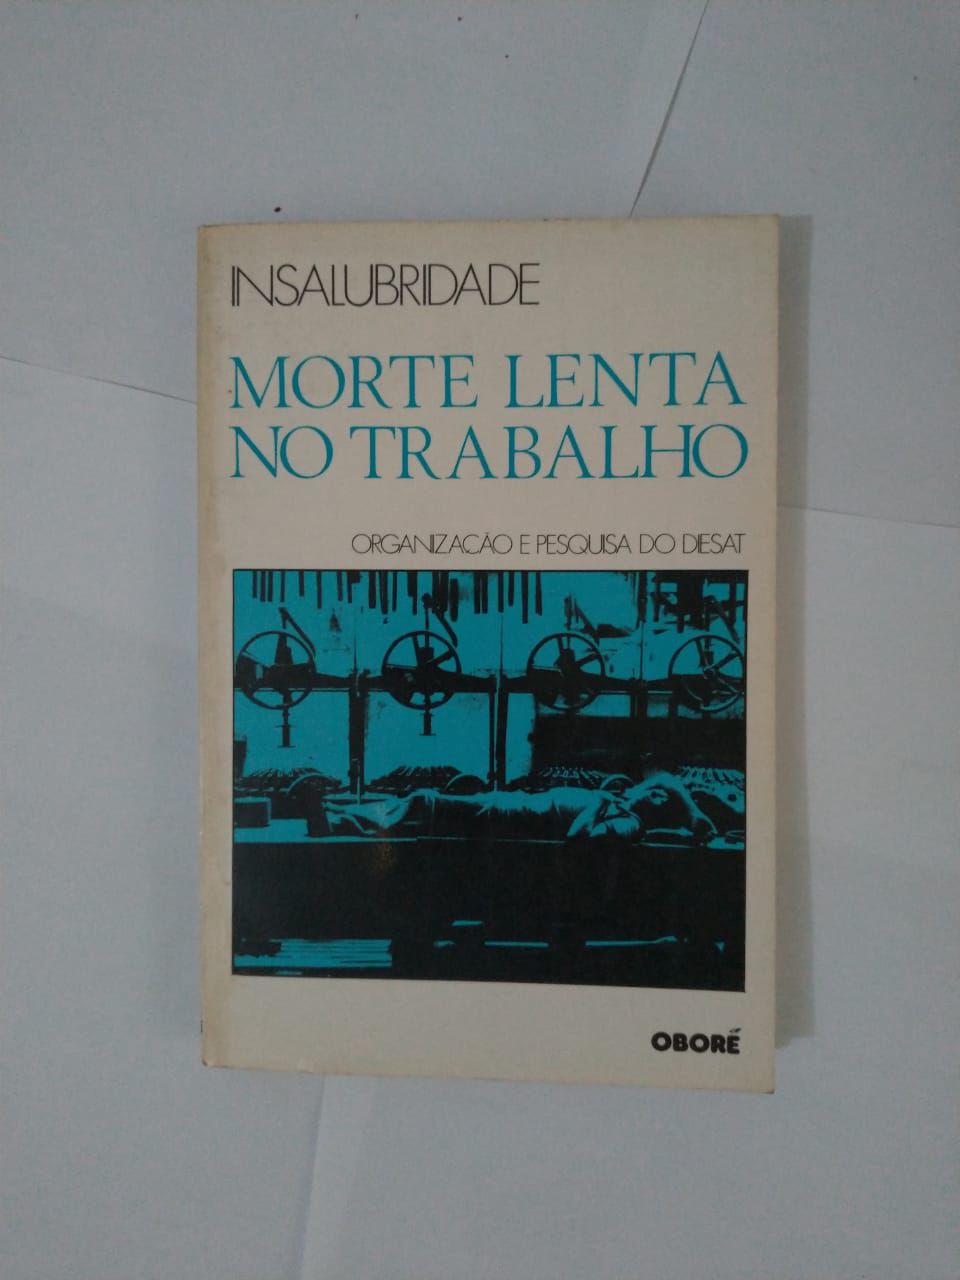 INSALUBRIDADE
MORTE LENTA
NO TRABALHO
ORGANIZAÇÃO E PESQUISA DO DIESAT
OBORÉ